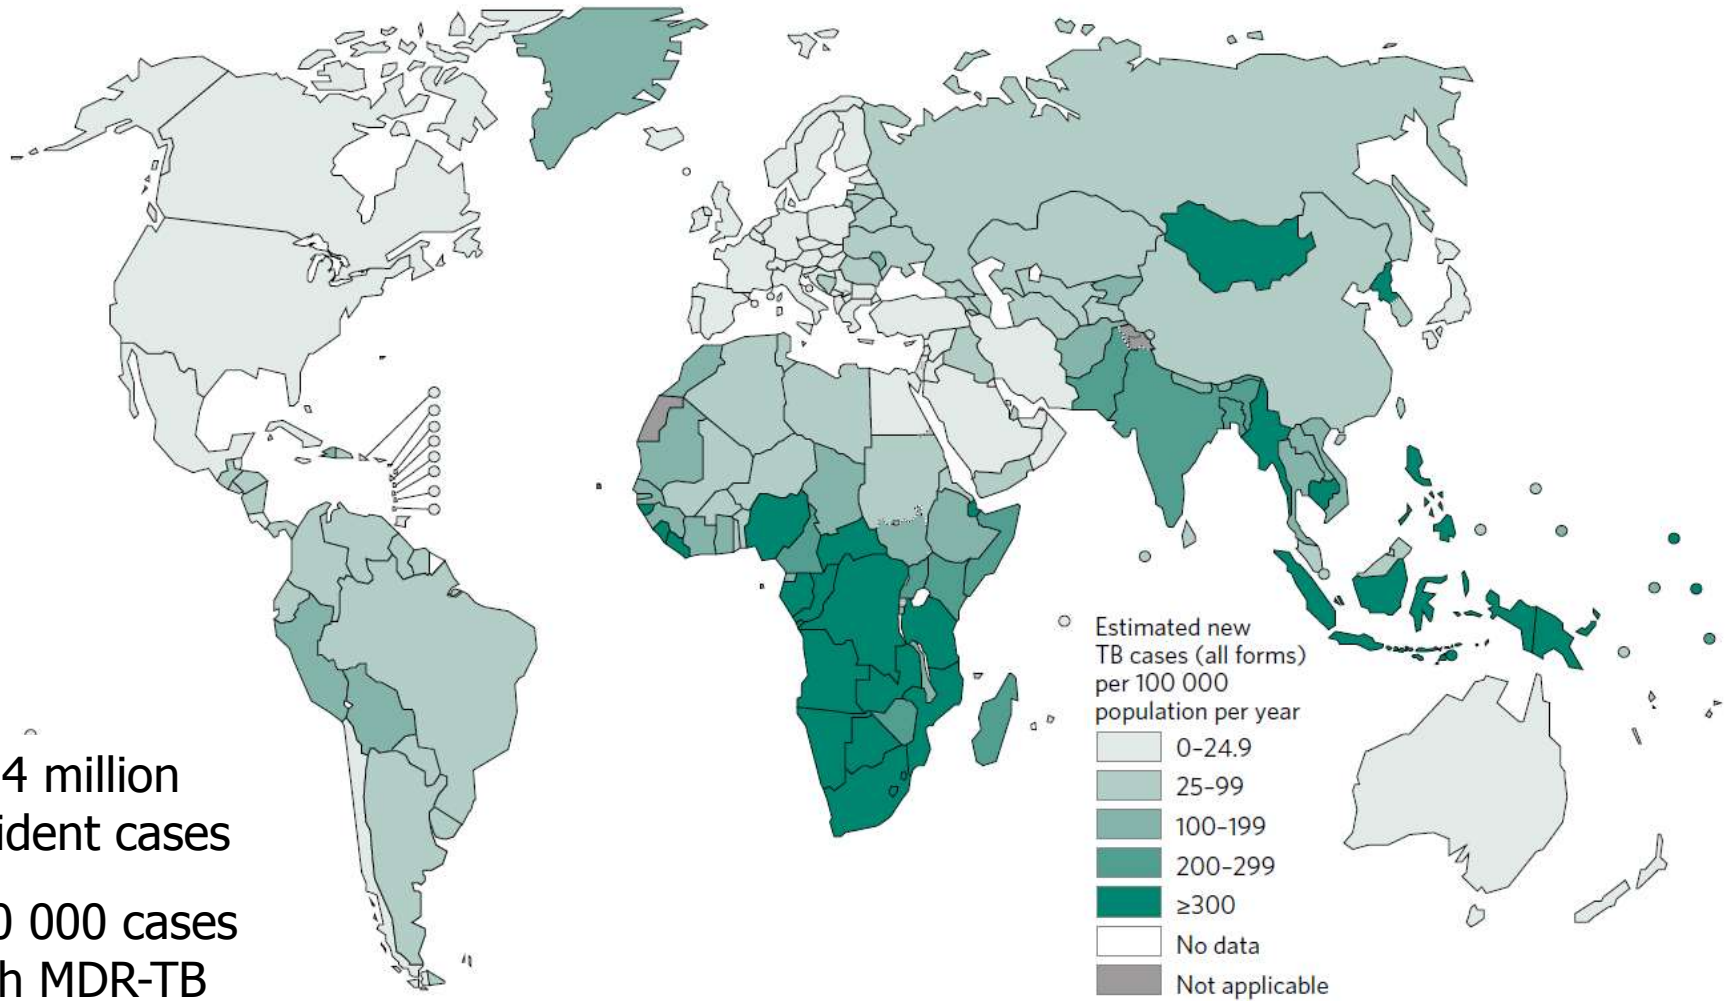 Estimated new
TB cases (all forms)
per 100 000
population per year
0–24.9
25–99
100–199
200–299
≥300
No data
Not applicable
4 million
ident cases
0 000 cases
h MDR-TB